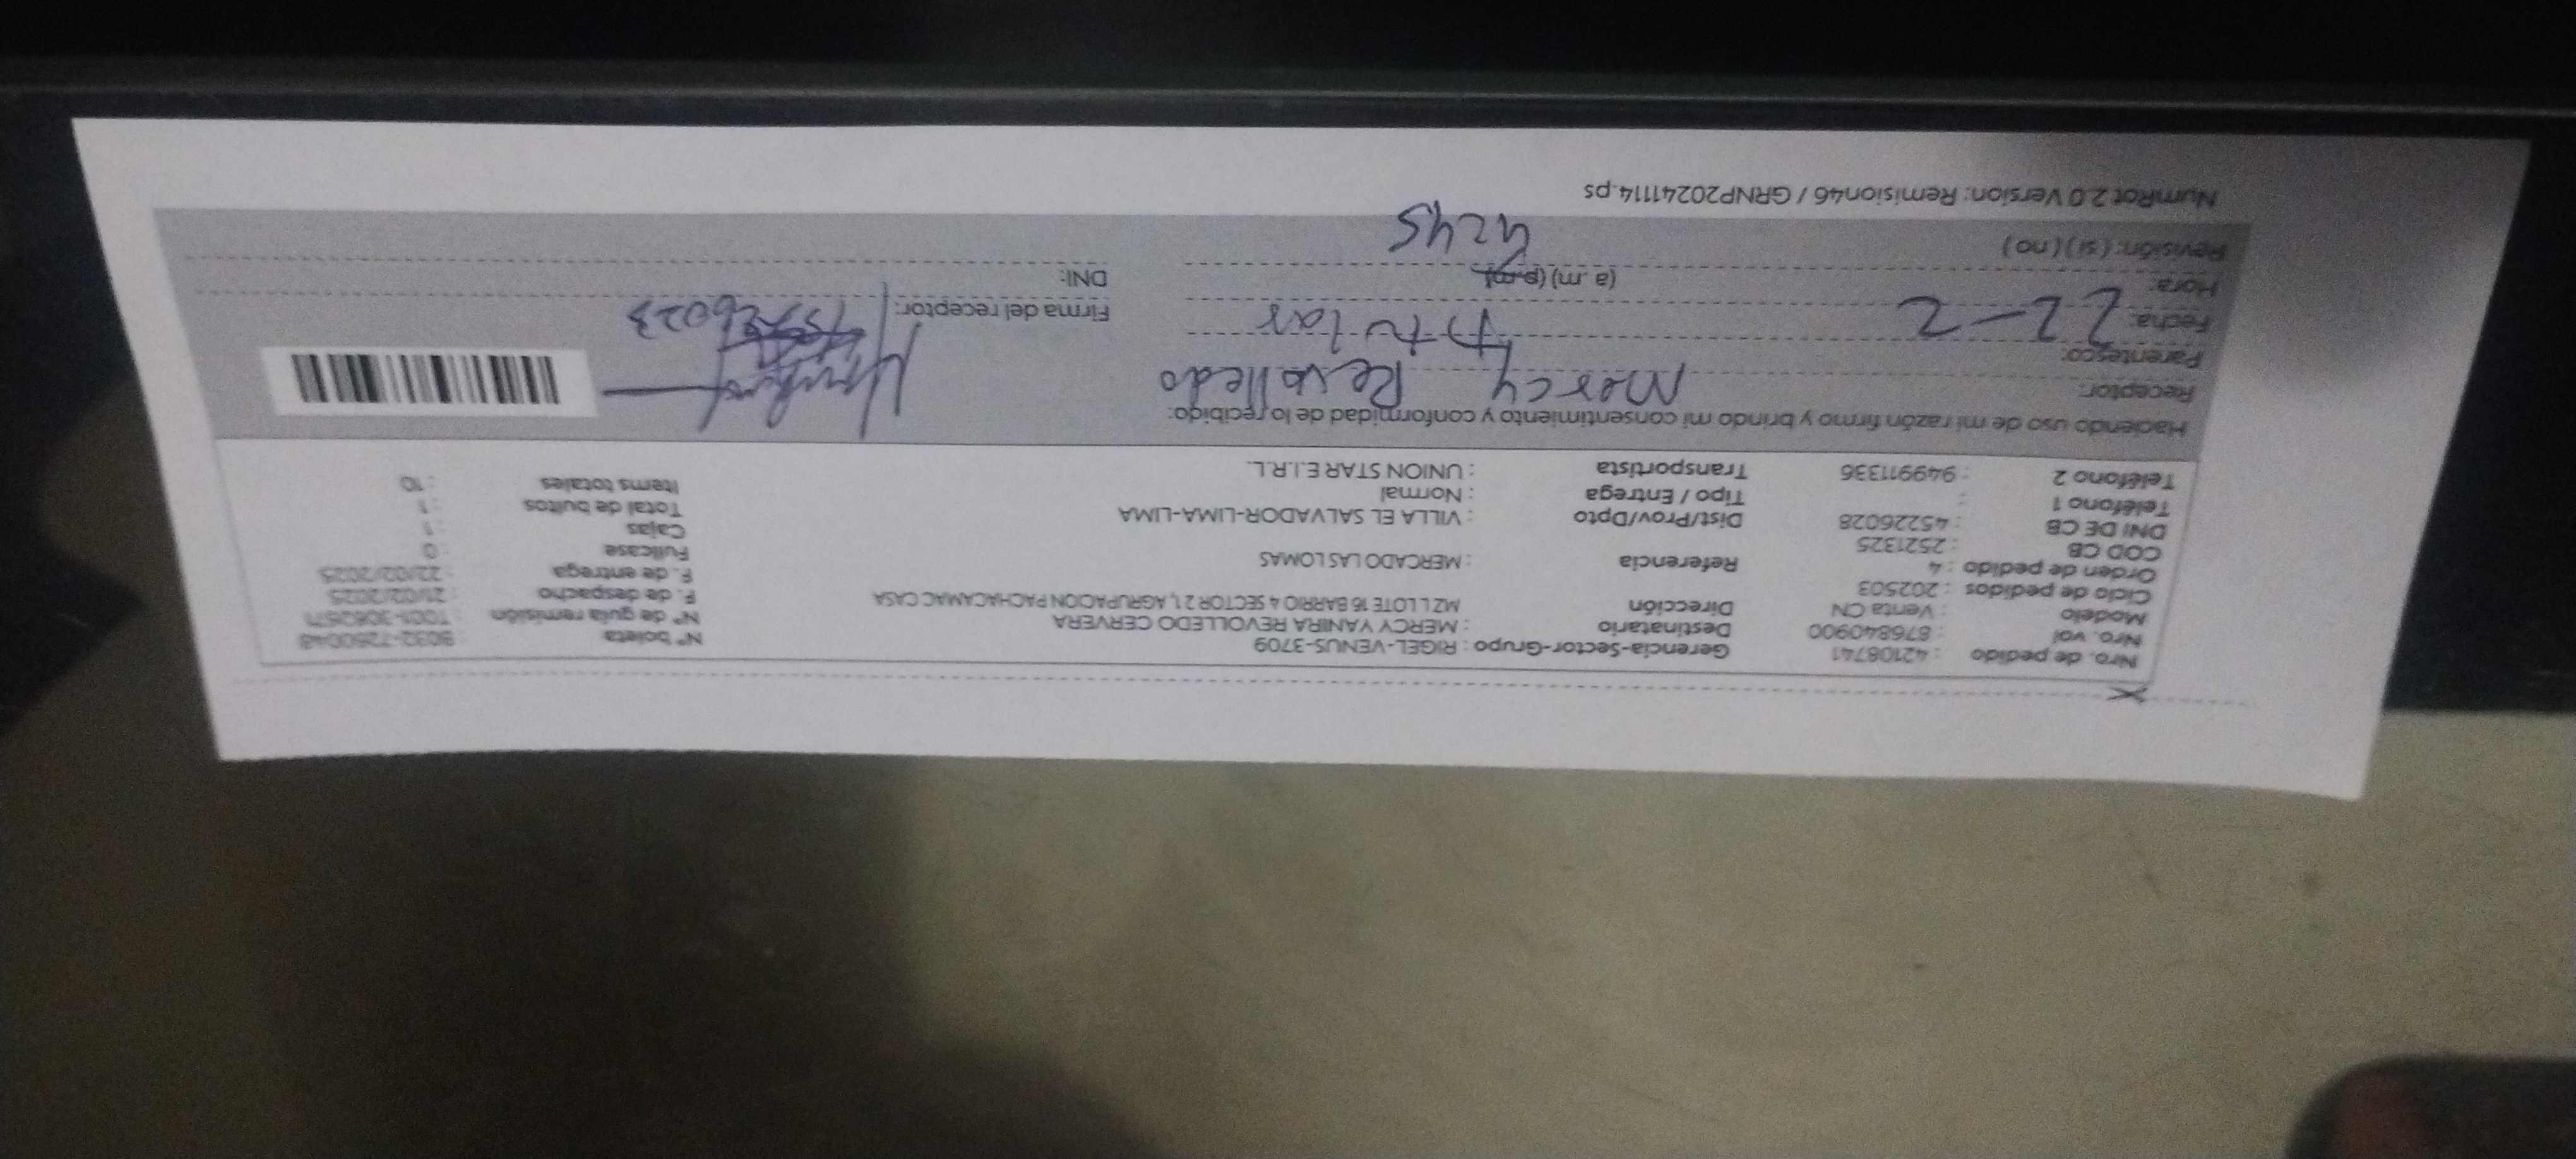 Nro. de pedido : 42108741 Gerencia-Sector-Grupo : RIGEL-VENUS-3709 N° boleta : B032-7260048
Nro. vol : 876840900 Destinatario : MERCY YANIRA REVOLLEDO CERVERA N° de guía remisión
Modelo : Venta CN Dirección MZ L LOTE 16 BARRIO 4 SECTOR 2 1, AGRUPACION PACHACAMAC CASA F. de despacho : 21/02/2025
Ciclo de pedidos : 202503 F. de entrega : 22/02/2025
Orden de pedido : 4 Referencia : MERCADO LAS LOMAS Fullcase : 0
COD CB : 2521325 Cajas : 1
DNI DE CB : 45226028 Dist/Prov/Dpto : VILLA EL SALVADOR-LIMA-LIMA Total de bultos : 1
Teléfono 1 : Tipo / Entrega : Normal Items totales : 10
Teléfono 2 : 949911336 Transportista : UNION STAR E.I.R.L.
Haciendo uso de mi razón firmo y brindo mi consentimiento y conformidad de lo recibido:
Receptor: Mercy Revolledo
Parentesco: titular
Fecha: 22-2 Firma del receptor:
Hora: (a.m) (p.m) DNI:
Revisión: (si) (no) 4245
NumRot 2.0 Version: Remision46 / GRNP20241114.ps